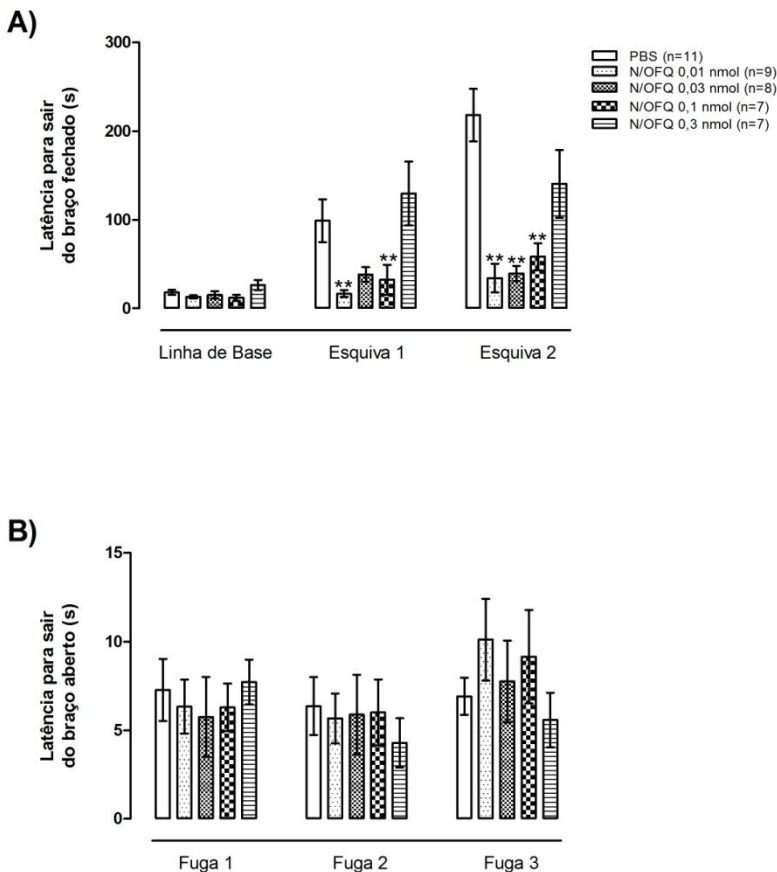 A)
Latência para sair
do braço fechado (s)
300
200
100
0
** ** ** ** **
Linha de Base Esquiva 1 Esquiva 2
PBS (n=11)
N/OFQ 0,01 nmol (n=9)
N/OFQ 0,03 nmol (n=8)
N/OFQ 0,1 nmol (n=7)
N/OFQ 0,3 nmol (n=7)
B)
Latência para sair
do braço aberto (s)
15
10
5
0
Fuga 1 Fuga 2 Fuga 3